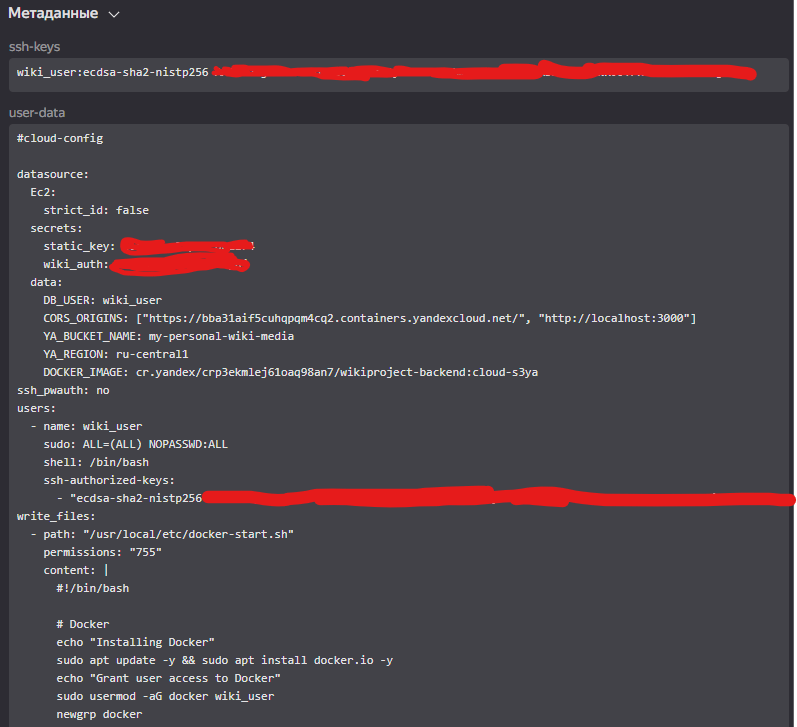 Метаданные
ssh-keys
wiki_user:ecdsa-sha2-nistp256
user-data
#cloud-config
datasource:
Ec2:
strict_id: false
secrets:
static_key:
wiki_auth:
data:
DB_USER: wiki_user
CORS_ORIGINS: ["https://bba31aif5cuhqpqm4cq2.containers.yandexcloud.net/", "http://localhost:3000"]
YA_BUCKET_NAME: my-personal-wiki-media
YA_REGION: ru-central1
DOCKER_IMAGE: cr.yandex/crp3ekmlej61oaq98an7/wikiproject-backend:cloud-s3ya
ssh_pwauth: no
users:
- name: wiki_user
sudo: ALL=(ALL) NOPASSWD:ALL
shell: /bin/bash
ssh-authorized-keys:
- "ecdsa-sha2-nistp256
write_files:
- path: "/usr/local/etc/docker-start.sh"
permissions: "755"
content: |
#!/bin/bash
# Docker
echo "Installing Docker"
sudo apt update -y && sudo apt install docker.io -y
echo "Grant user access to Docker"
sudo usermod -aG docker wiki_user
newgrp docker